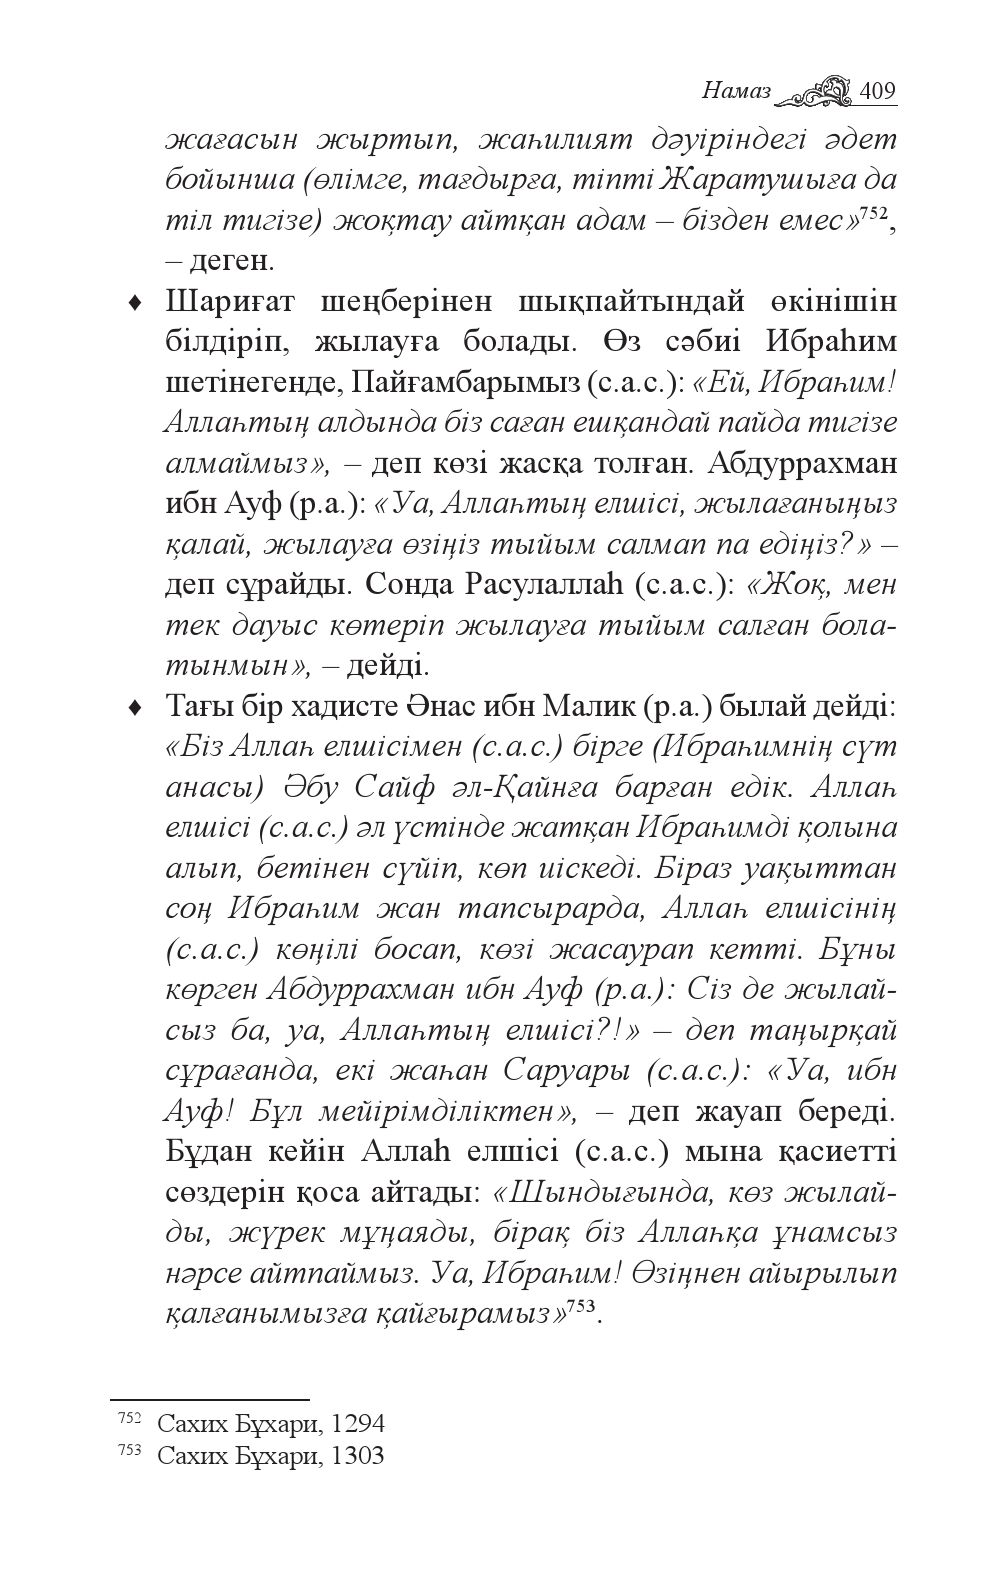 Намаз 409
жағасын жыртып, жаһилият дәуіріндегі әдет
бойынша (өлімге, тағдырға, тіпті Жаратушыға да
тіл тигізе) жоқтау айтқан адам – бізден емес»752,
– деген.
♦ Шариғат шеңберінен шықпайтындай өкінішін
білдіріп, жылауға болады. Өз сәбиі Ибраһим
шетінегенде, Пайғамбарымыз (с.а.с.): «Ей, Ибраһим!
Аллаһтың алдында біз саған ешқандай пайда тигізе
алмаймыз», – деп көзі жасқа толған. Абдуррахман
ибн Ауф (р.а.): «Уа, Аллаһтың елшісі, жылағаныңыз
қалай, жылауға өзіңіз тыйым салмап па едіңіз?» –
деп сұрайды. Сонда Расулаллаһ (с.а.с.): «Жоқ, мен
тек дауыс көтеріп жылауға тыйым салған бола-
тынмын», – дейді.
♦ Тағы бір хадисте Әнас ибн Малик (р.а.) былай дейді:
«Біз Аллаһ елшісімен (с.а.с.) бірге (Ибраһимнің сүт
анасы) Әбу Сайф әл-Қайнға барған едік. Аллаһ
елшісі (с.а.с.) әл үстінде жатқан Ибраһимді қолына
алып, бетінен сүйіп, көп иіскеді. Біраз уақыттан
соң Ибраһим жан тапсырарда, Аллаһ елшісінің
(с.а.с.) көңілі босап, көзі жасаурап кетті. Бұны
көрген Абдуррахман ибн Ауф (р.а.): Сіз де жылай-
сыз ба, уа, Аллаһтың елшісі?!» – деп таңырқай
сұрағанда, екі жаһан Саруары (с.а.с.): «Уа, ибн
Ауф! Бұл мейірімділіктен», – деп жауап береді.
Бұдан кейін Аллаһ елшісі (с.а.с.) мына қасиетті
сөздерін қоса айтады: «Шындығында, көз жылай-
ды, жүрек мұңаяды, бірақ біз Аллаһқа ұнамсыз
нәрсе айтпаймыз. Уа, Ибраһим! Өзіңнен айырылып
қалғанымызға қайғырамыз»753.
752 Сахих Бұхари, 1294
753 Сахих Бұхари, 1303